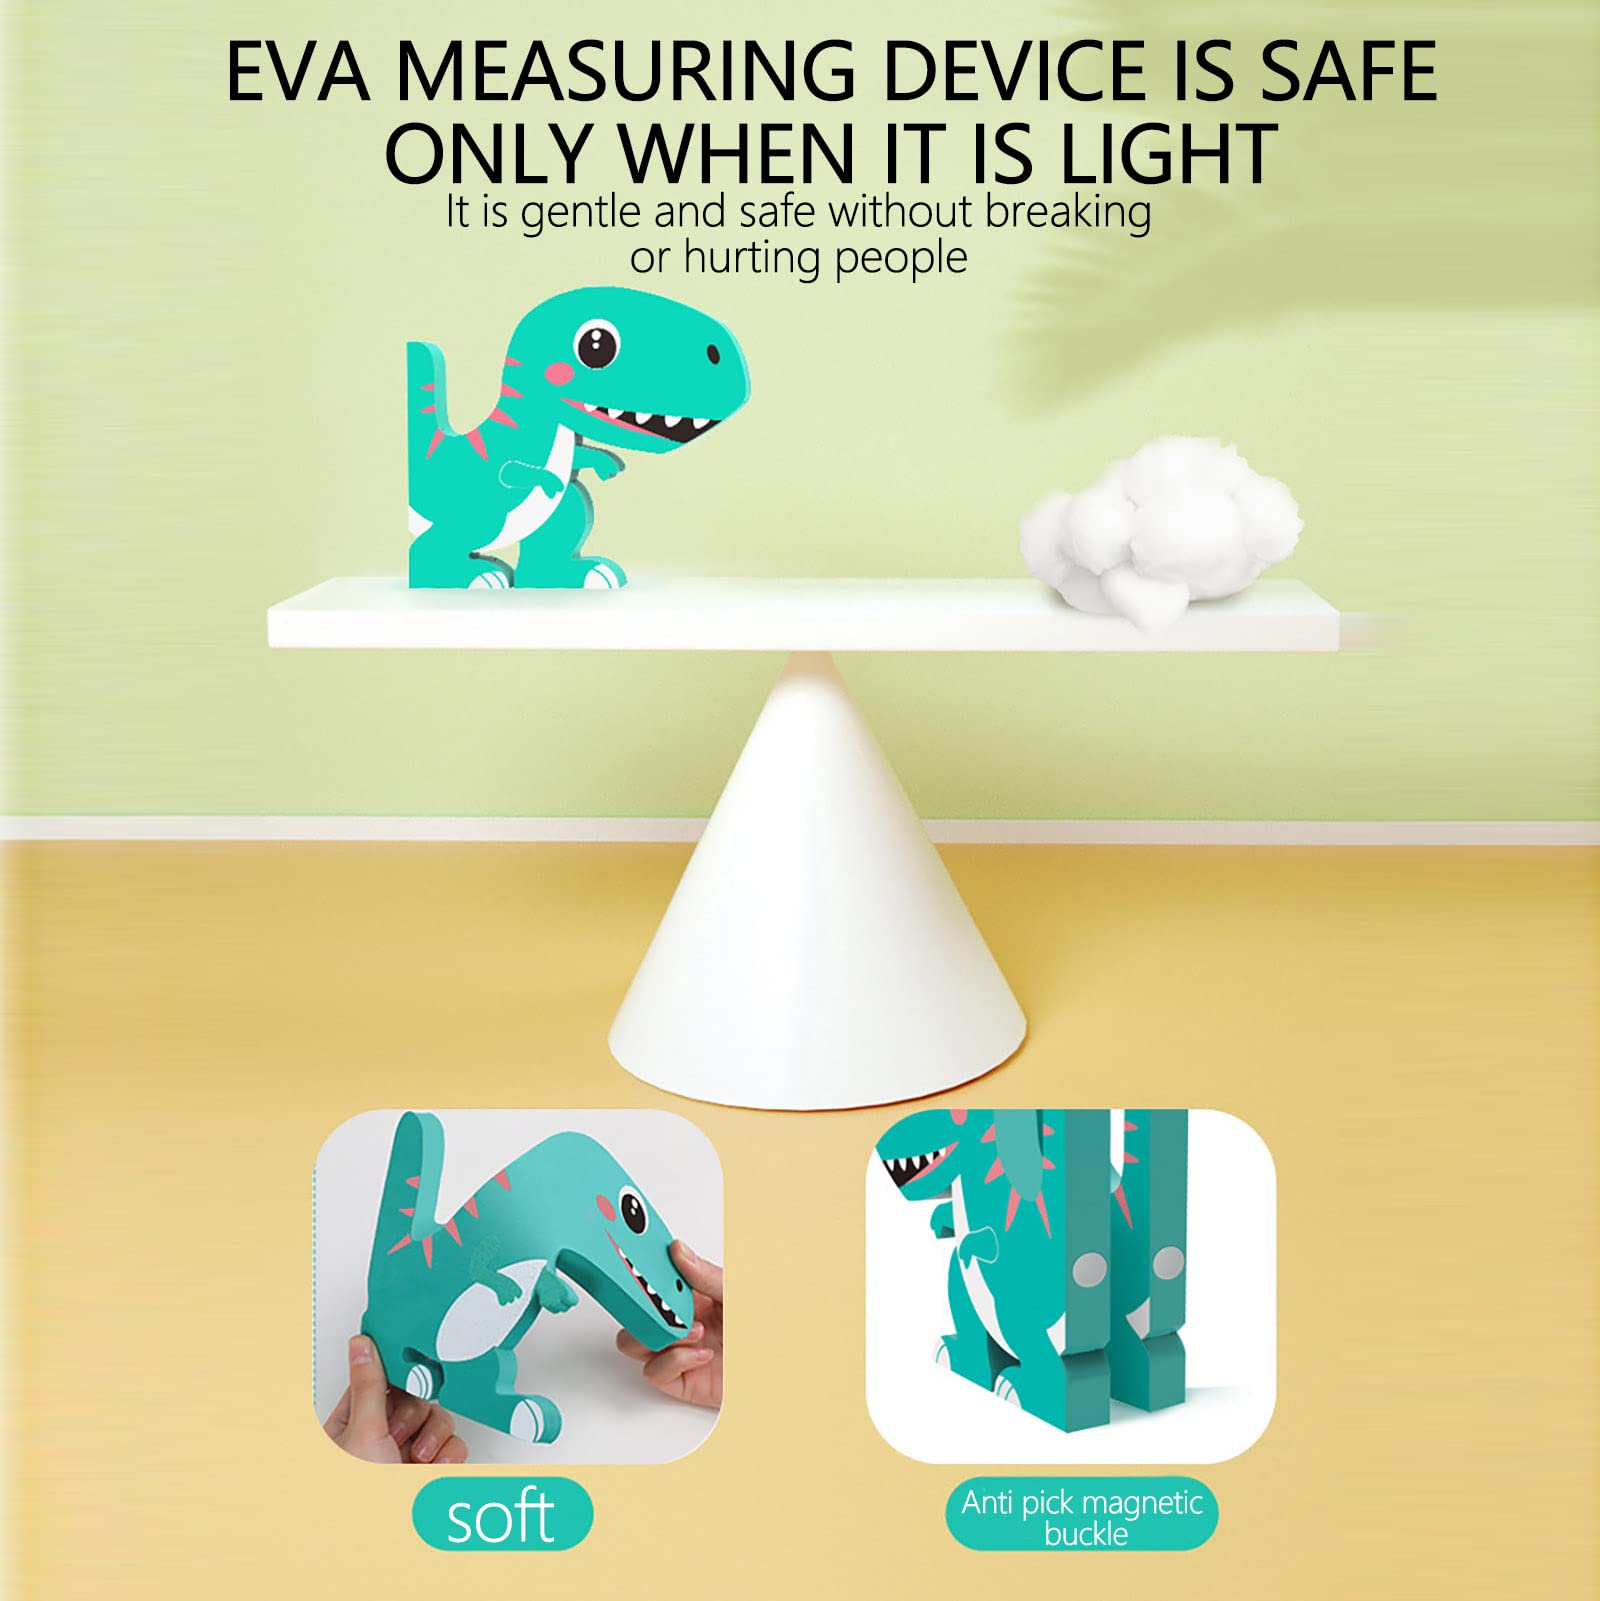 EVA MEASURING DEVICE IS SAFE
ONLY WHEN IT IS LIGHT
It is gentle and safe without breaking
or hurting people
soft
Anti pick magnetic
buckle